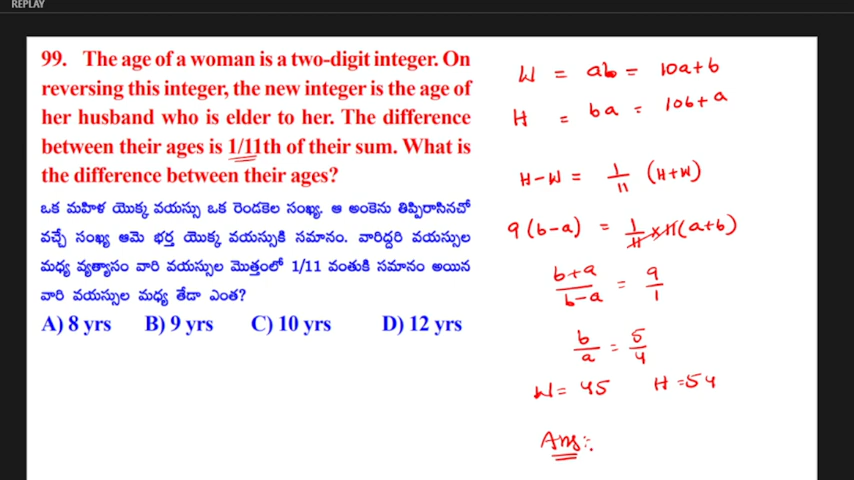 REPLAY
99. The age of a woman is a two-digit integer. On
reversing this integer, the new integer is the age of
her husband who is elder to her. The difference
between their ages is 1/11th of their sum. What is
the difference between their ages?
ఒక మహిళ యొక్క వయస్సు ఒక రెండకెల సంఖ్య. ఆ అంకెను తిప్పిరాసినచో
వచ్చే సంఖ్య ఆమె భర్త యొక్క వయస్సుకి సమానం. వారిద్దరి వయస్సుల
మధ్య వ్యత్యాసం వారి వయస్సుల మొత్తంలో 1/11 వంతుకి సమానం అయిన
వారి వయస్సుల మధ్య తేడా ఎంత?
A) 8 yrs B) 9 yrs C) 10 yrs D) 12 yrs
W = ab = 10a+b
H = ba = 10b+a
H-W = 1/11 (H+W)
9(b-a) = 1/11 × 11(a+b)
b+a/b-a = 9/1
b/a = 5/4
W = 45 H = 54
Ans: